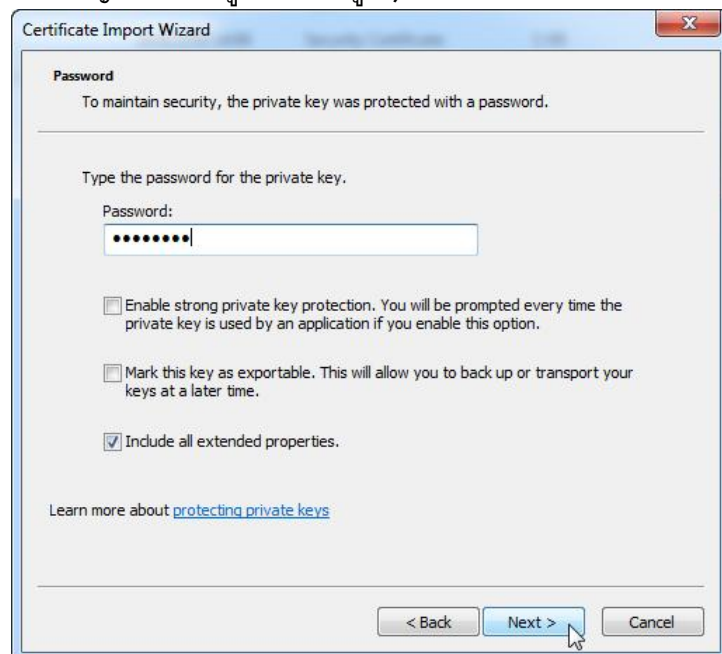 Certificate Import Wizard
Password
To maintain security, the private key was protected with a password.
Type the password for the private key.
Password:
••••••••
Enable strong private key protection. You will be prompted every time the
private key is used by an application if you enable this option.
Mark this key as exportable. This will allow you to back up or transport your
keys at a later time.
Include all extended properties.
Learn more about protecting private keys
< Back Next > Cancel